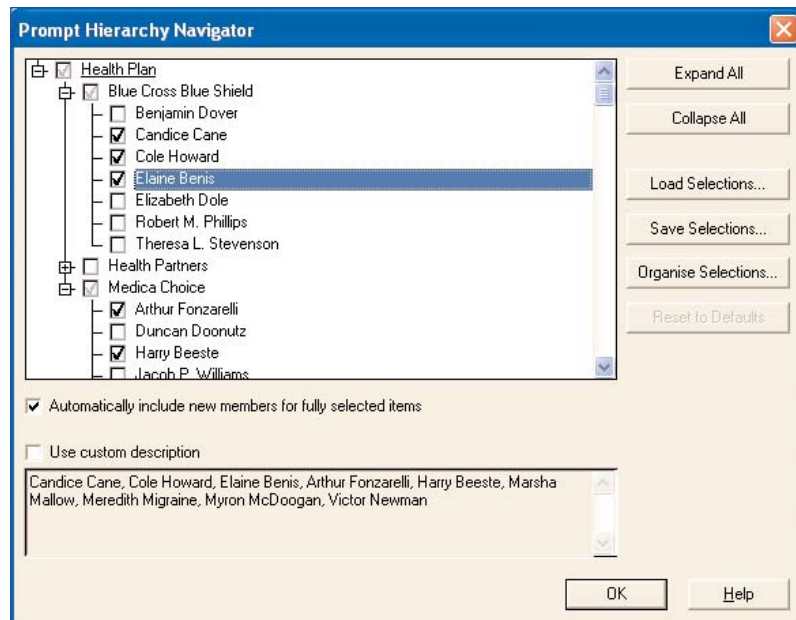 Prompt Hierarchy Navigator
Health Plan
Blue Cross Blue Shield
Benjamin Dover
Candice Cane
Cole Howard
Elaine Benis
Elizabeth Dole
Robert M. Phillips
Theresa L. Stevenson
Health Partners
Medica Choice
Arthur Fonzarelli
Duncan Doonutz
Harry Beeste
Jacob P. Williams
Expand All
Collapse All
Load Selections...
Save Selections...
Organise Selections...
Reset to Defaults
Automatically include new members for fully selected items
Use custom description
Candice Cane, Cole Howard, Elaine Benis, Arthur Fonzarelli, Harry Beeste, Marsha
Mallow, Meredith Migraine, Myron McDoogan, Victor Newman
OK
Help